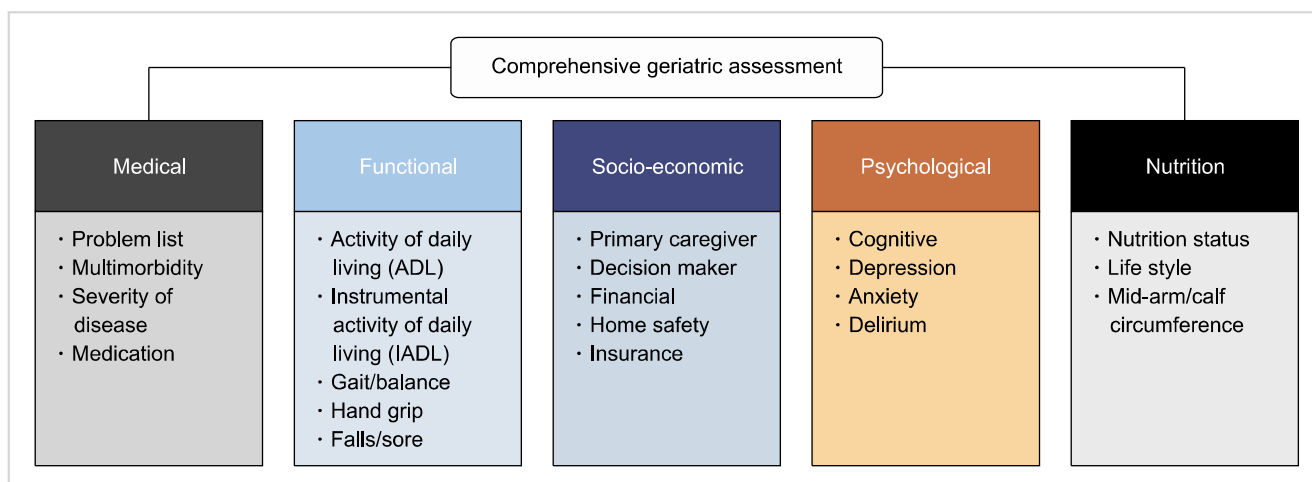 Comprehensive geriatric assessment
Medical
· Problem list
· Multimorbidity
· Severity of
disease
· Medication
Functional
· Activity of daily
living (ADL)
· Instrumental
activity of daily
living (IADL)
· Gait/balance
· Hand grip
· Falls/sore
Socio-economic
· Primary caregiver
· Decision maker
· Financial
· Home safety
· Insurance
Psychological
· Cognitive
· Depression
· Anxiety
· Delirium
Nutrition
· Nutrition status
· Life style
· Mid-arm/calf
circumference